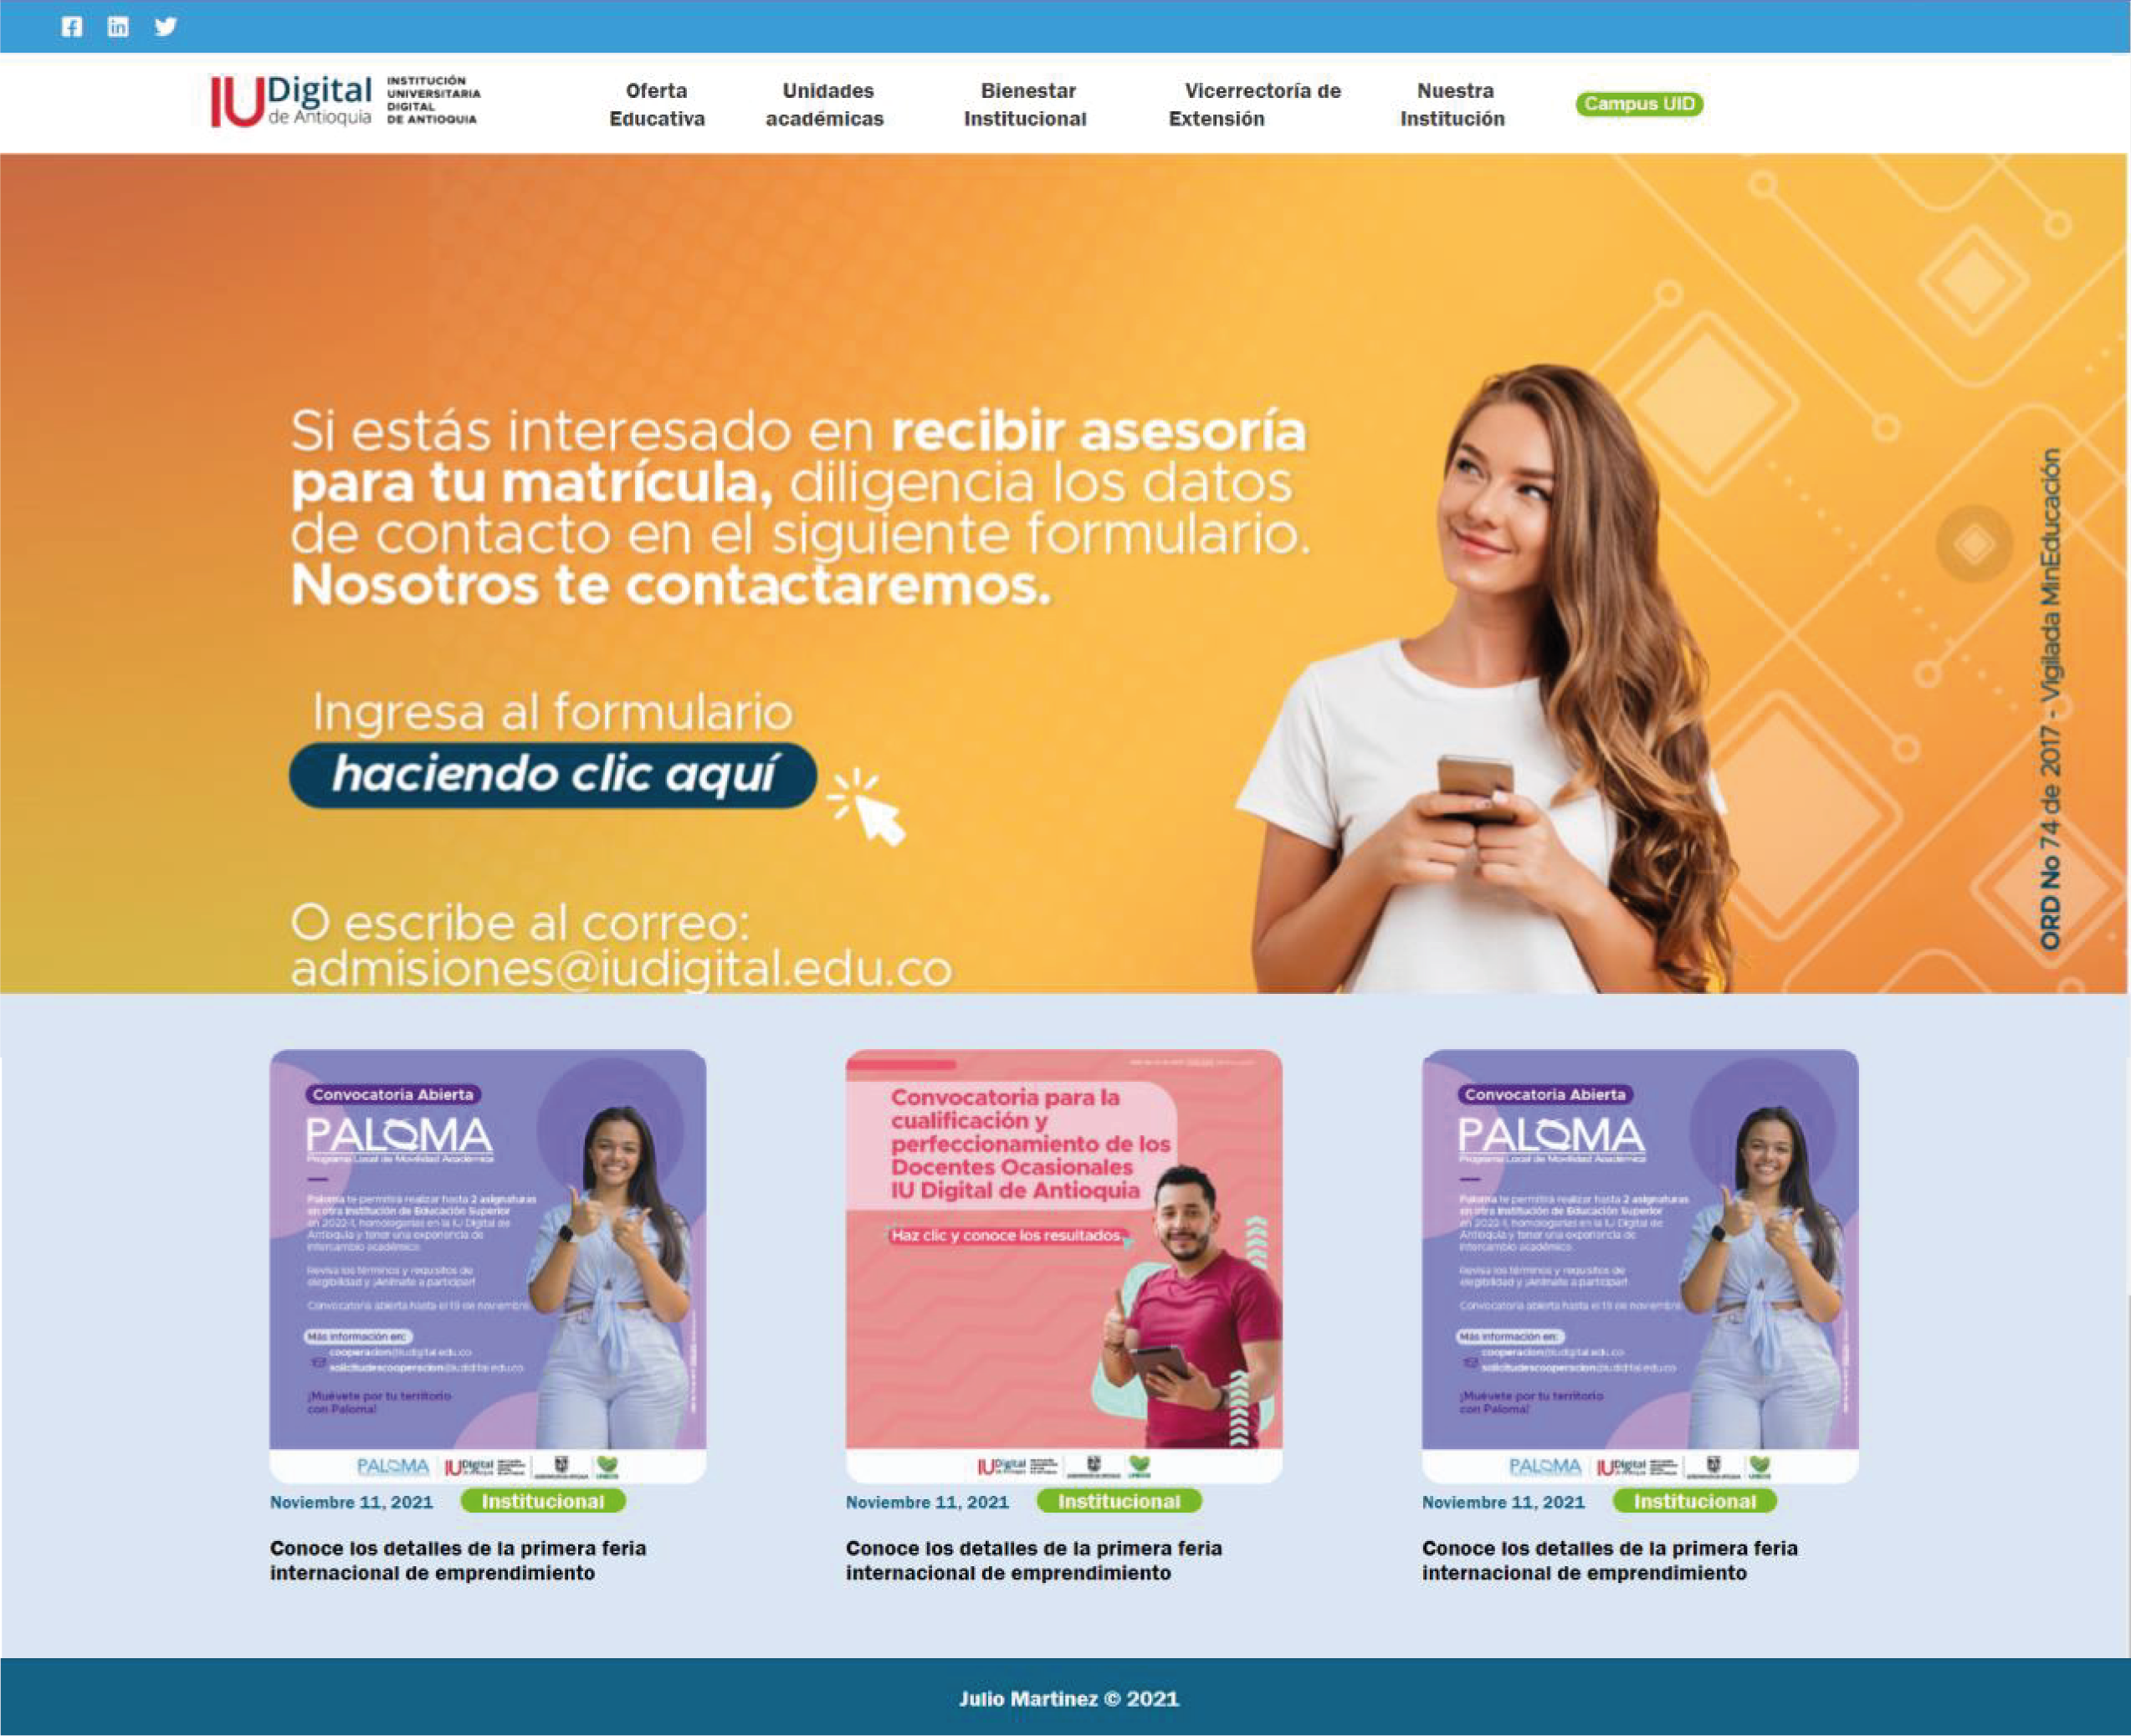 IUDigital
de Antioquia
INSTITUCIÓN
UNIVERSITARIA
DIGITAL
DE ANTIOQUIA
Oferta
Educativa
Unidades
académicas
Bienestar
Institucional
Vicerrectoría de
Extensión
Nuestra
Institución
Campus UID
Si estás interesado en recibir asesoría
para tu matrícula, diligencia los datos
de contacto en el siguiente formulario.
Nosotros te contactaremos.
Ingresa al formulario
haciendo clic aquí
O escribe al correo:
admisiones@iudigital.edu.co
ORD No 74 de 2017 - Vigilada MinEducación
Convocatoria Abierta
PALOMA
Programa Local de Movilidad Académica
Paloma te permitirá realizar hasta 2 asignaturas
en otra Institución de Educación Superior
en 2022-1, homologarlas en la IU Digital de
Antioquia y tener una experiencia de
intercambio académico.
Revisa los términos y requisitos de
elegibilidad y ¡Anímate a participar!
Convocatoria abierta hasta el 19 de noviembre
Más información en:
cooperacion@iudigital.edu.co
solicitudescooperacion@iudigital.edu.co
¡Muévete por tu territorio
con Paloma!
PALOMA IUDigital
Noviembre 11, 2021 Institucional
Conoce los detalles de la primera feria
internacional de emprendimiento
Convocatoria para la
cualificación y
perfeccionamiento de los
Docentes Ocasionales
IU Digital de Antioquia
Haz clic y conoce los resultados
IUDigital
Noviembre 11, 2021 Institucional
Conoce los detalles de la primera feria
internacional de emprendimiento
Convocatoria Abierta
PALOMA
Programa Local de Movilidad Académica
Paloma te permitirá realizar hasta 2 asignaturas
en otra Institución de Educación Superior
en 2022-1, homologarlas en la IU Digital de
Antioquia y tener una experiencia de
intercambio académico.
Revisa los términos y requisitos de
elegibilidad y ¡Anímate a participar!
Convocatoria abierta hasta el 19 de noviembre
Más información en:
cooperacion@iudigital.edu.co
solicitudescooperacion@iudigital.edu.co
¡Muévete por tu territorio
con Paloma!
PALOMA IUDigital
Noviembre 11, 2021 Institucional
Conoce los detalles de la primera feria
internacional de emprendimiento
Julio Martinez © 2021